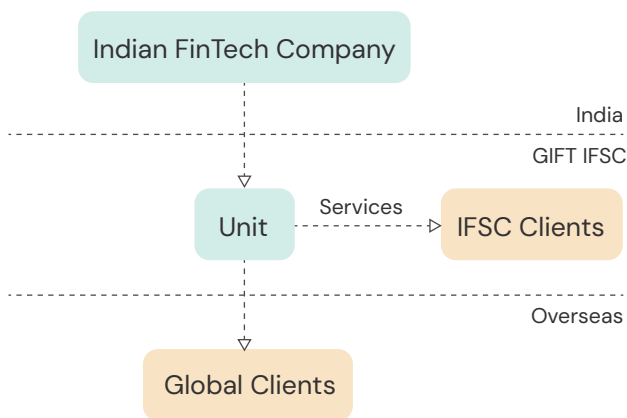 Indian FinTech Company
India
GIFT IFSC
Services
Unit
IFSC Clients
Overseas
Global Clients